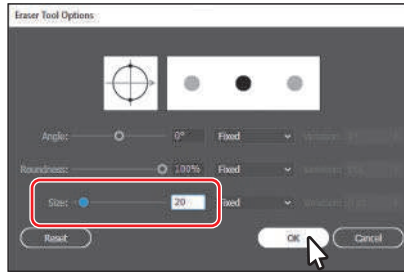 Eraser Tool Options
Angle: 0° Fixed
Roundness: 100% Fixed
Size: 20 Fixed
Reset OK Cancel